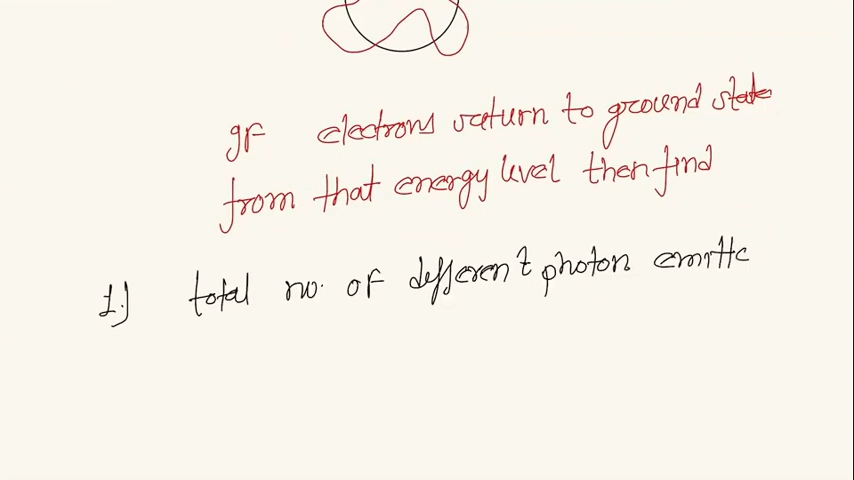 If electrons return to ground state
from that energy level then find
1.) total no. of different photon emitte